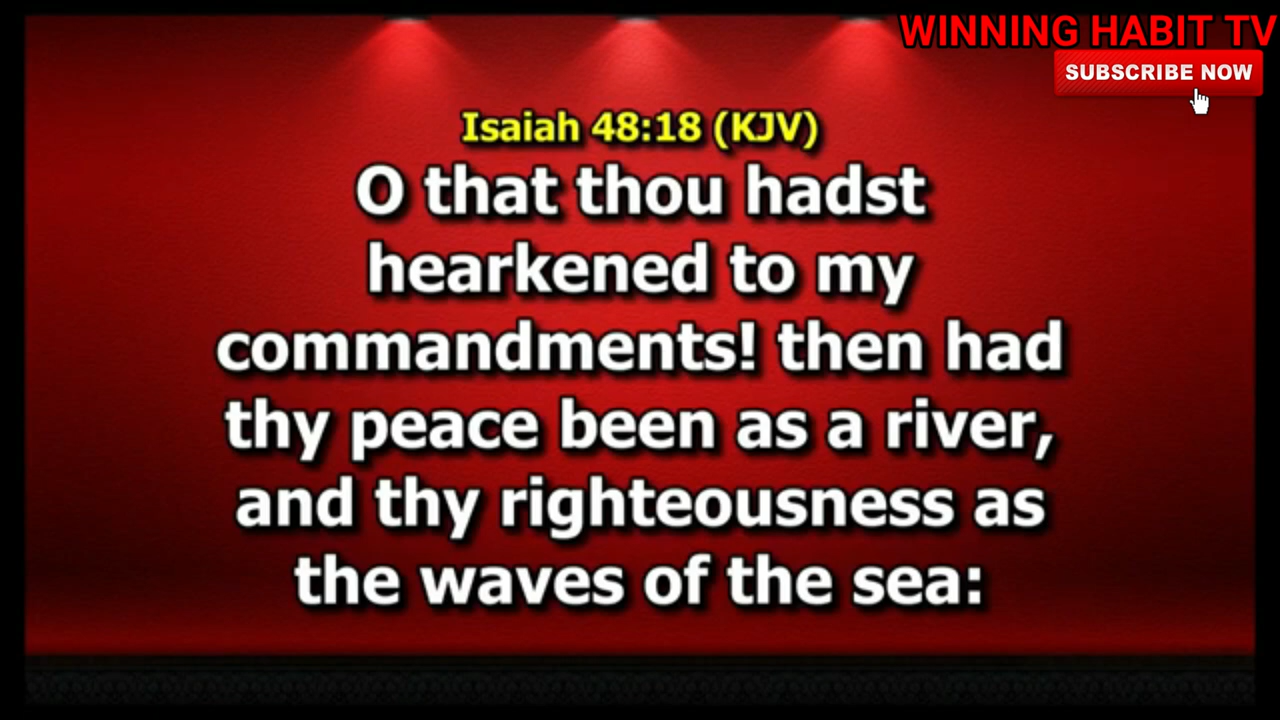 WINNING HABIT TV
SUBSCRIBE NOW
Isaiah 48:18 (KJV)
O that thou hadst
hearkened to my
commandments! then had
thy peace been as a river,
and thy righteousness as
the waves of the sea: